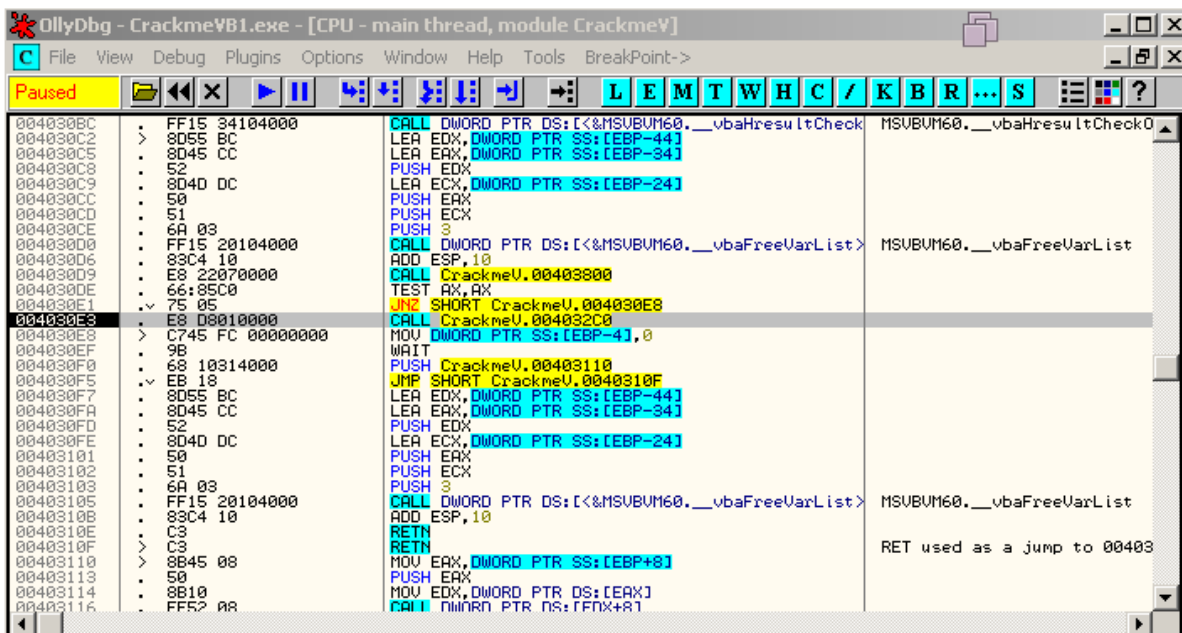 OllyDbg - CrackmeVB1.exe - [CPU - main thread, module CrackmeV]
C File View Debug Plugins Options Window Help Tools BreakPoint->
Paused L E M T W H C / K B R ... S ?
004030BC . FF15 34104000 CALL DWORD PTR DS:[<&MSVBVM60.__vbaHresultCheck MSVBVM60.__vbaHresultCheckO
004030C2 > 8D55 BC LEA EDX,DWORD PTR SS:[EBP-44]
004030C5 . 8D45 CC LEA EAX,DWORD PTR SS:[EBP-34]
004030C8 . 52 PUSH EDX
004030C9 . 8D4D DC LEA ECX,DWORD PTR SS:[EBP-24]
004030CC . 50 PUSH EAX
004030CD . 51 PUSH ECX
004030CE . 6A 03 PUSH 3
004030D0 . FF15 20104000 CALL DWORD PTR DS:[<&MSVBVM60.__vbaFreeVarList> MSVBVM60.__vbaFreeVarList
004030D6 . 83C4 10 ADD ESP,10
004030D9 . E8 22070000 CALL CrackmeV.00403800
004030DE . 66:85C0 TEST AX,AX
004030E1 .v 75 05 JNZ SHORT CrackmeV.004030E8
004030E3 . E8 D8010000 CALL CrackmeV.004032C0
004030E8 > C745 FC 00000000 MOV DWORD PTR SS:[EBP-4],0
004030EF . 9B WAIT
004030F0 . 68 10314000 PUSH CrackmeV.00403110
004030F5 .v EB 18 JMP SHORT CrackmeV.0040310F
004030F7 . 8D55 BC LEA EDX,DWORD PTR SS:[EBP-44]
004030FA . 8D45 CC LEA EAX,DWORD PTR SS:[EBP-34]
004030FD . 52 PUSH EDX
004030FE . 8D4D DC LEA ECX,DWORD PTR SS:[EBP-24]
00403101 . 50 PUSH EAX
00403102 . 51 PUSH ECX
00403103 . 6A 03 PUSH 3
00403105 . FF15 20104000 CALL DWORD PTR DS:[<&MSVBVM60.__vbaFreeVarList> MSVBVM60.__vbaFreeVarList
0040310B . 83C4 10 ADD ESP,10
0040310E . C3 RETN
0040310F > C3 RETN RET used as a jump to 00403
00403110 > 8B45 08 MOV EAX,DWORD PTR SS:[EBP+8]
00403113 . 50 PUSH EAX
00403114 . 8B10 MOV EDX,DWORD PTR DS:[EAX]
00403116 . FF52 08 CALL DWORD PTR DS:[EDX+8]